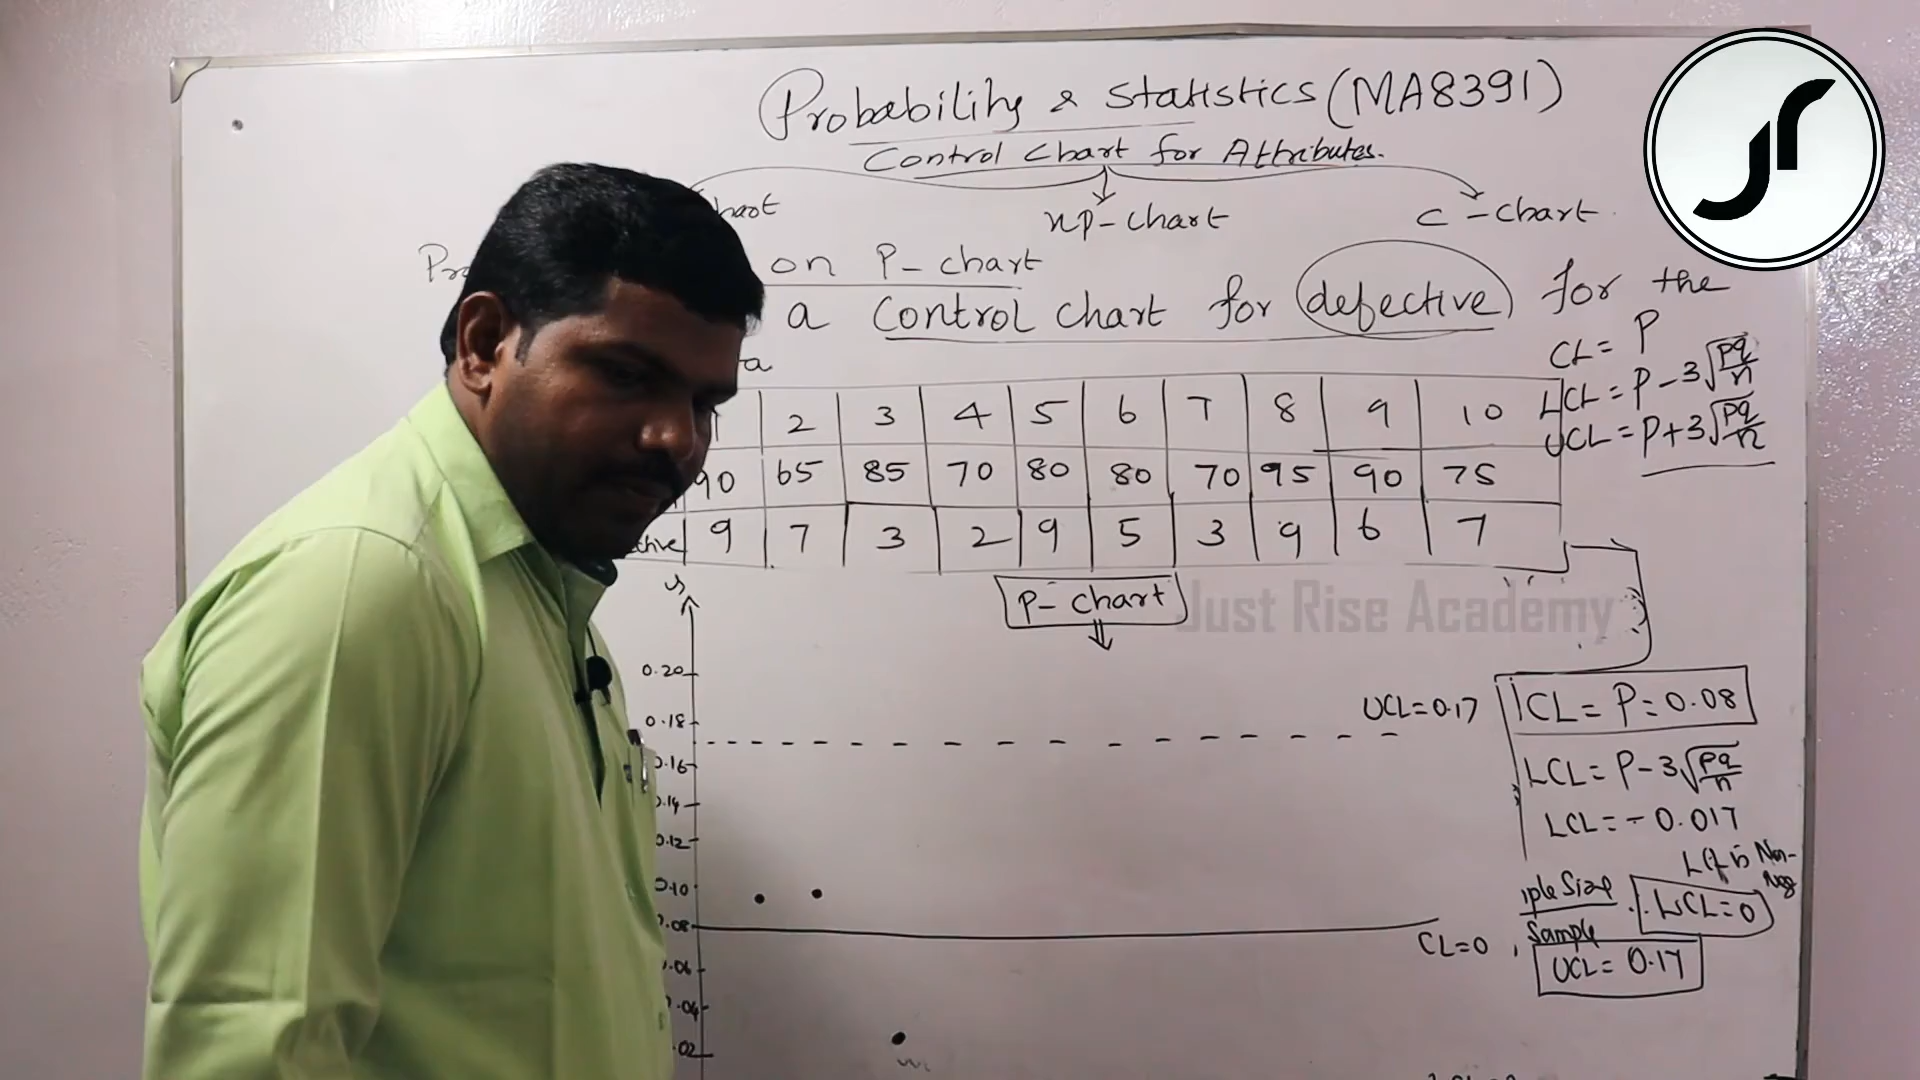 Probability & Statistics (MA8391)
Control Chart for Attributes.
np-chart
c-chart
on P-chart
a Control chart for defective for the
CL = P
LCL = P - 3√pq/n
UCL = P + 3√pq/n
2 3 4 5 6 7 8 9 10
90 65 85 70 80 80 70 95 90 75
9 7 3 2 9 5 3 9 6 7
P-chart
Just Rise Academy
y
0.20
0.18
0.16
0.14
0.12
0.10
0.08
0.06
0.04
0.02
UCL=0.17
CL = P = 0.08
LCL = P - 3√pq/n
LCL = -0.017
LCL is Non-Neg
∴ LCL = 0
Sample
CL=0
UCL = 0.17